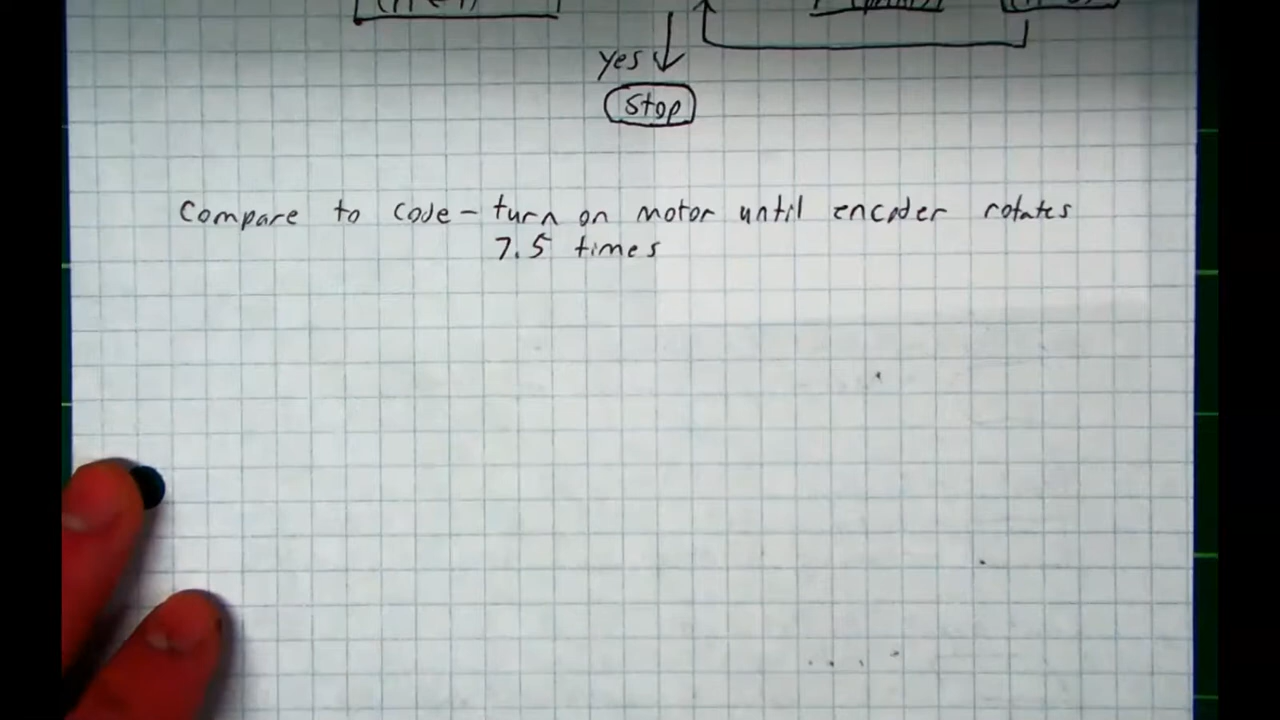 yes
Stop
Compare to code - turn on motor until encoder rotates
7.5 times